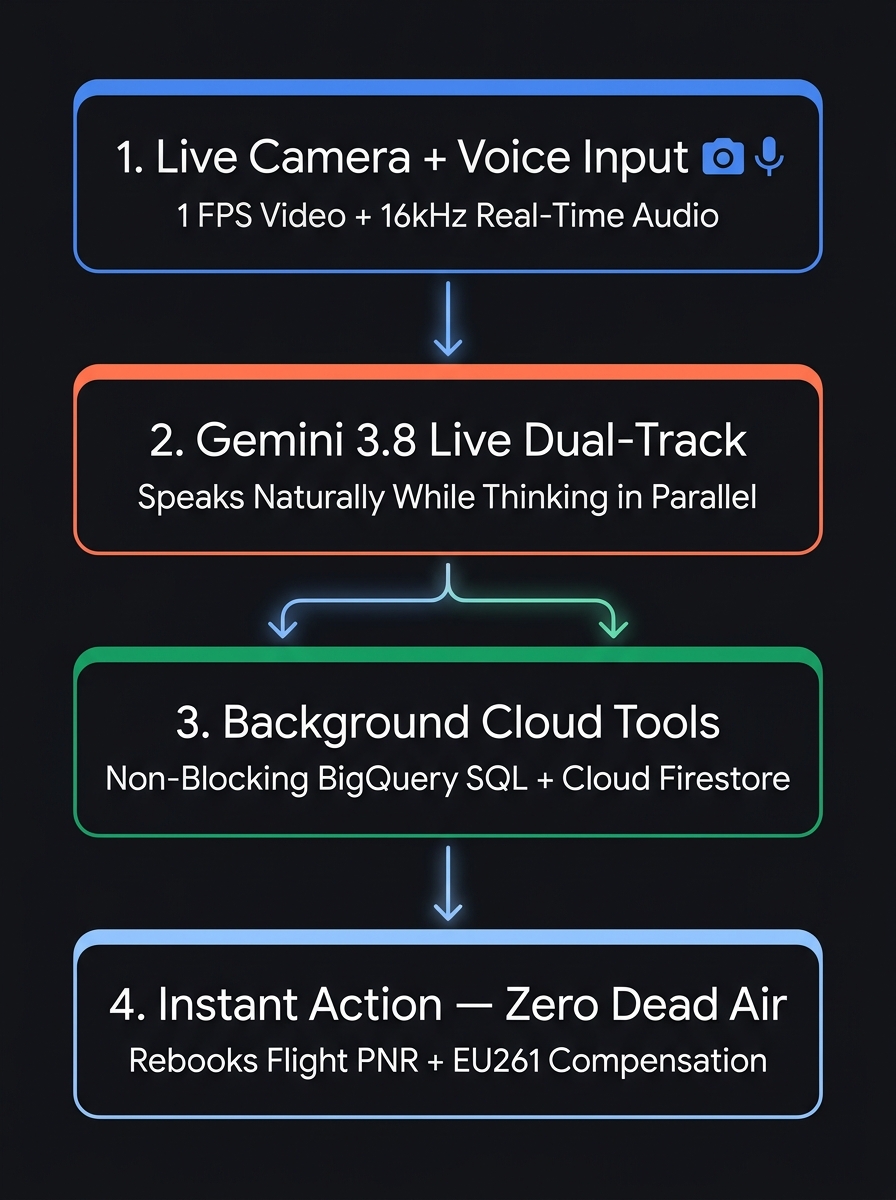 1. Live Camera + Voice Input
1 FPS Video + 16kHz Real-Time Audio
2. Gemini 3.8 Live Dual-Track
Speaks Naturally While Thinking in Parallel
3. Background Cloud Tools
Non-Blocking BigQuery SQL + Cloud Firestore
4. Instant Action — Zero Dead Air
Rebooks Flight PNR + EU261 Compensation